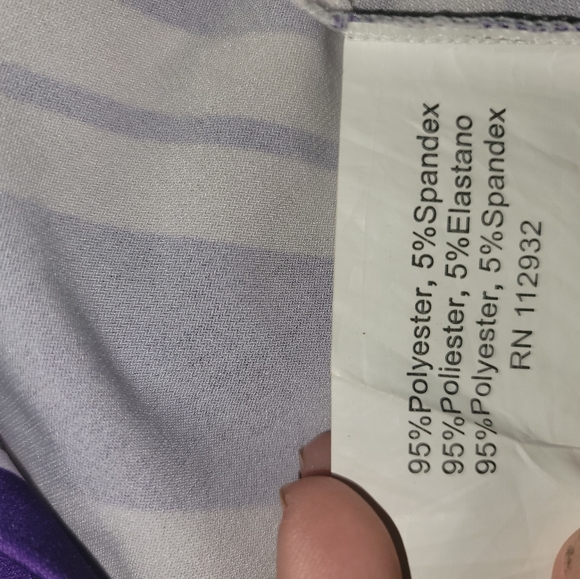 95%Polyester, 5%Spandex
95%Poliester, 5%Elastano
95%Polyester, 5%Spandex
RN 112932